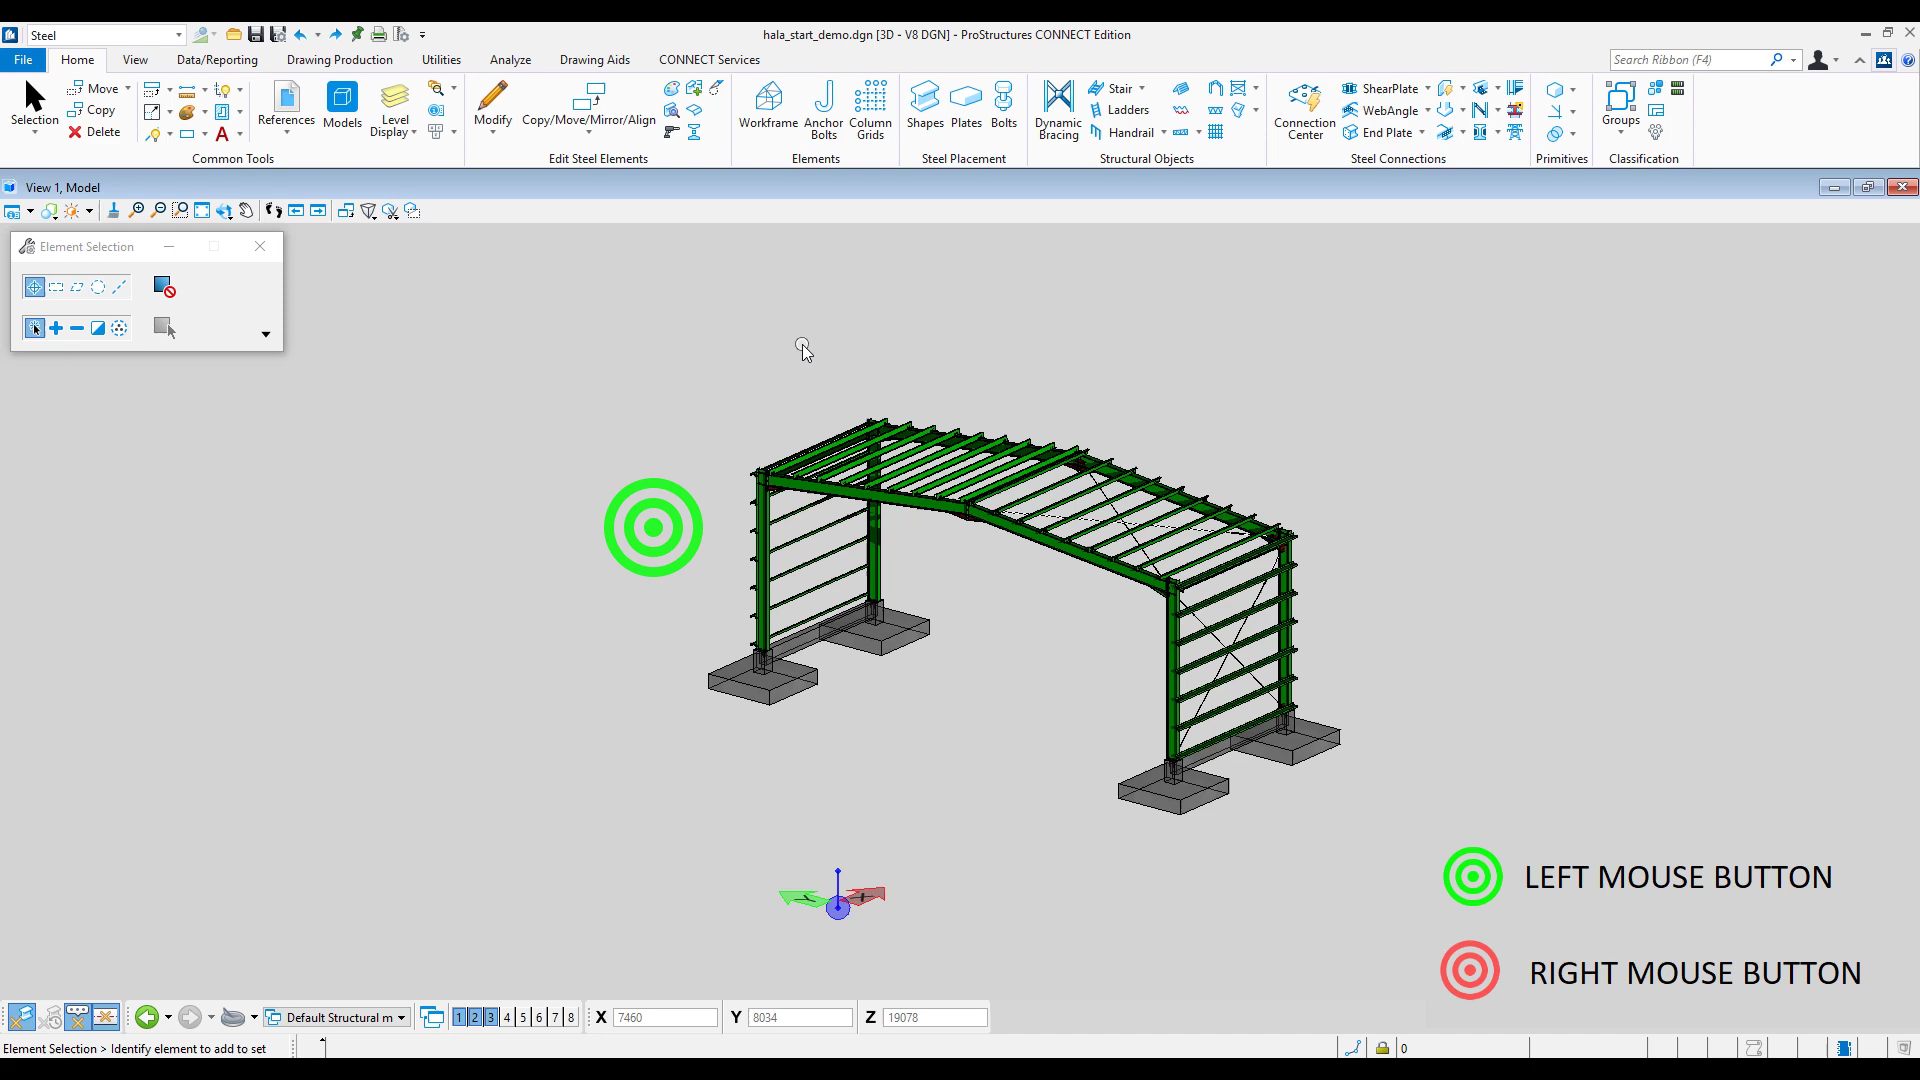 Steel
hala_start_demo.dgn [3D - V8 DGN] - ProStructures CONNECT Edition
File Home View Data/Reporting Drawing Production Utilities Analyze Drawing Aids CONNECT Services
Search Ribbon (F4)
Selection
Move
Copy
Delete
References
Models
Level
Display
Common Tools
Modify
Copy/Move/Mirror/Align
Edit Steel Elements
Workframe
Anchor
Bolts
Column
Grids
Elements
Shapes
Plates
Bolts
Steel Placement
Dynamic
Bracing
Stair
Ladders
Handrail
Structural Objects
Connection
Center
ShearPlate
WebAngle
End Plate
Steel Connections
Primitives
Groups
Classification
View 1, Model
Element Selection
Y X
LEFT MOUSE BUTTON
RIGHT MOUSE BUTTON
Default Structural m
1 2 3 4 5 6 7 8
X 7460 Y 8034 Z 19078
Element Selection > Identify element to add to set
0